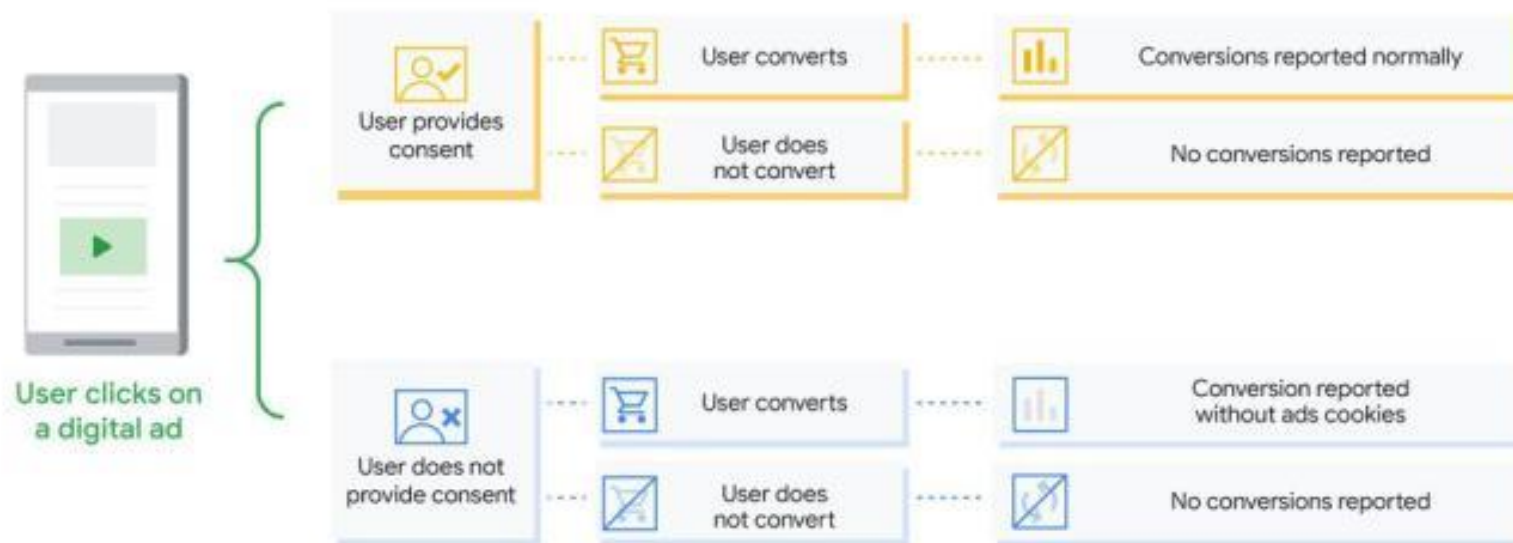 User clicks on
a digital ad
User provides
consent
User converts
Conversions reported normally
User does
not convert
No conversions reported
User does not
provide consent
User converts
Conversion reported
without ads cookies
User does
not convert
No conversions reported